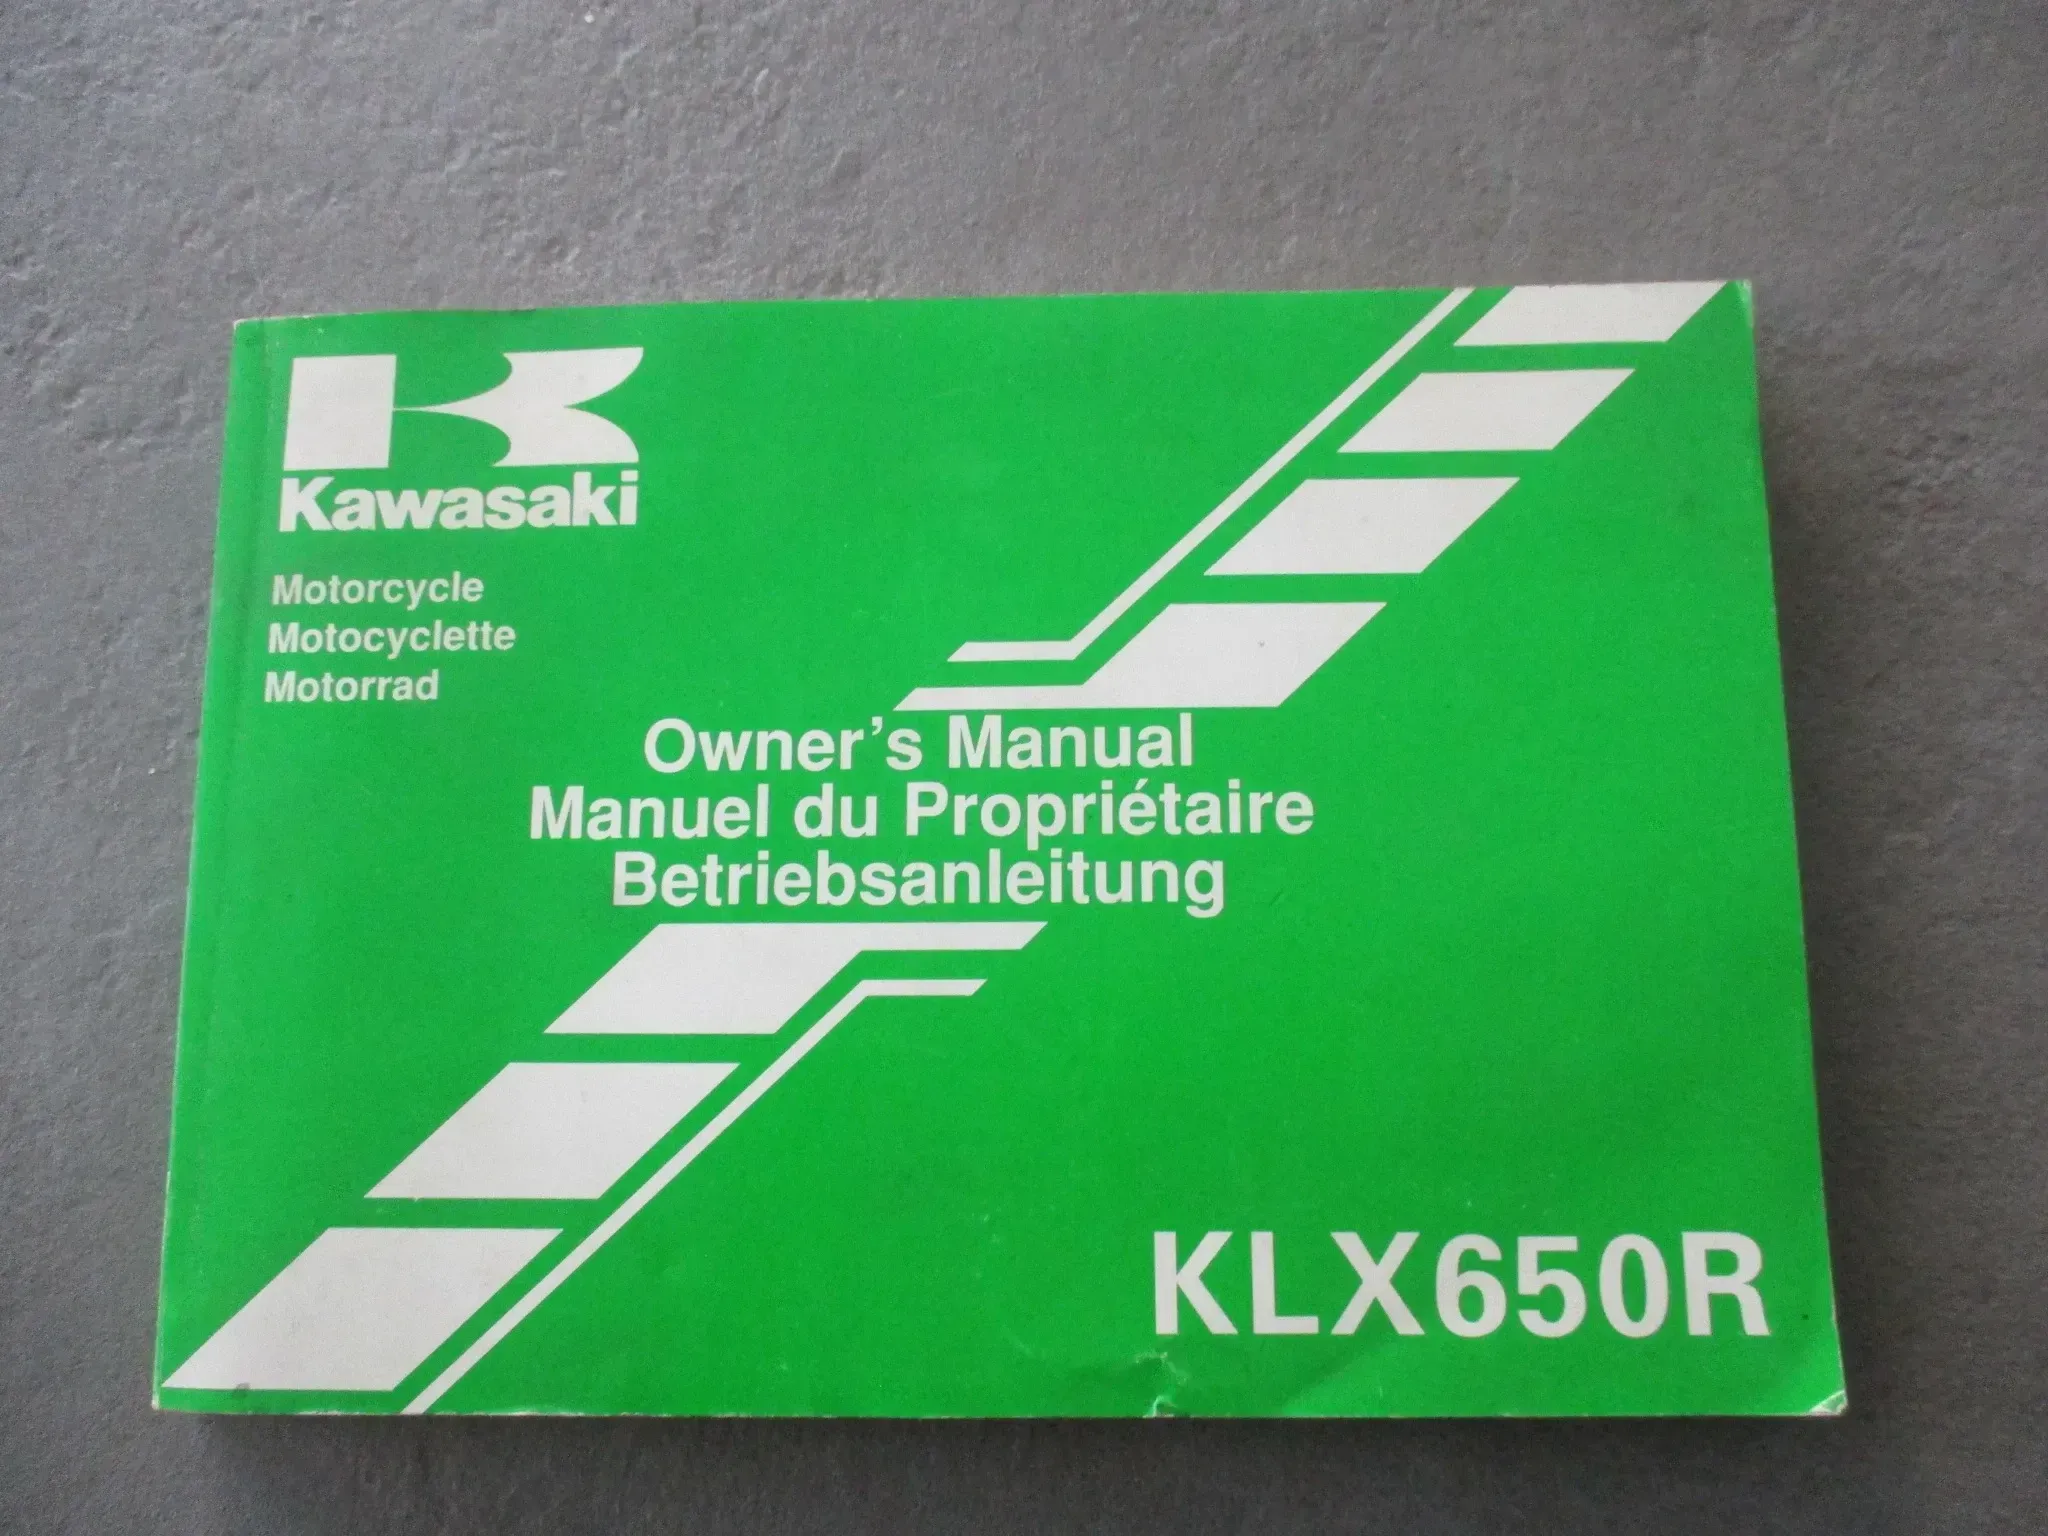 Kawasaki
Motorcycle
Motocyclette
Motorrad
Owner's Manual
Manuel du Propriétaire
Betriebsanleitung
KLX650R